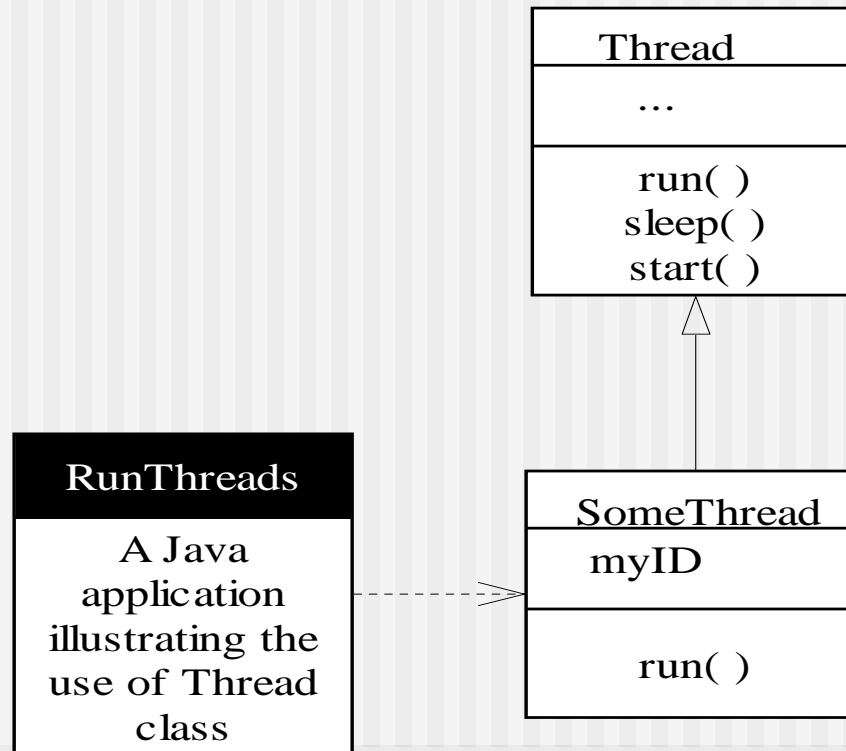 Thread
...
run( )
sleep( )
start( )
RunThreads
A Java
application
illustrating the
use of Thread
class
SomeThread
myID
run( )